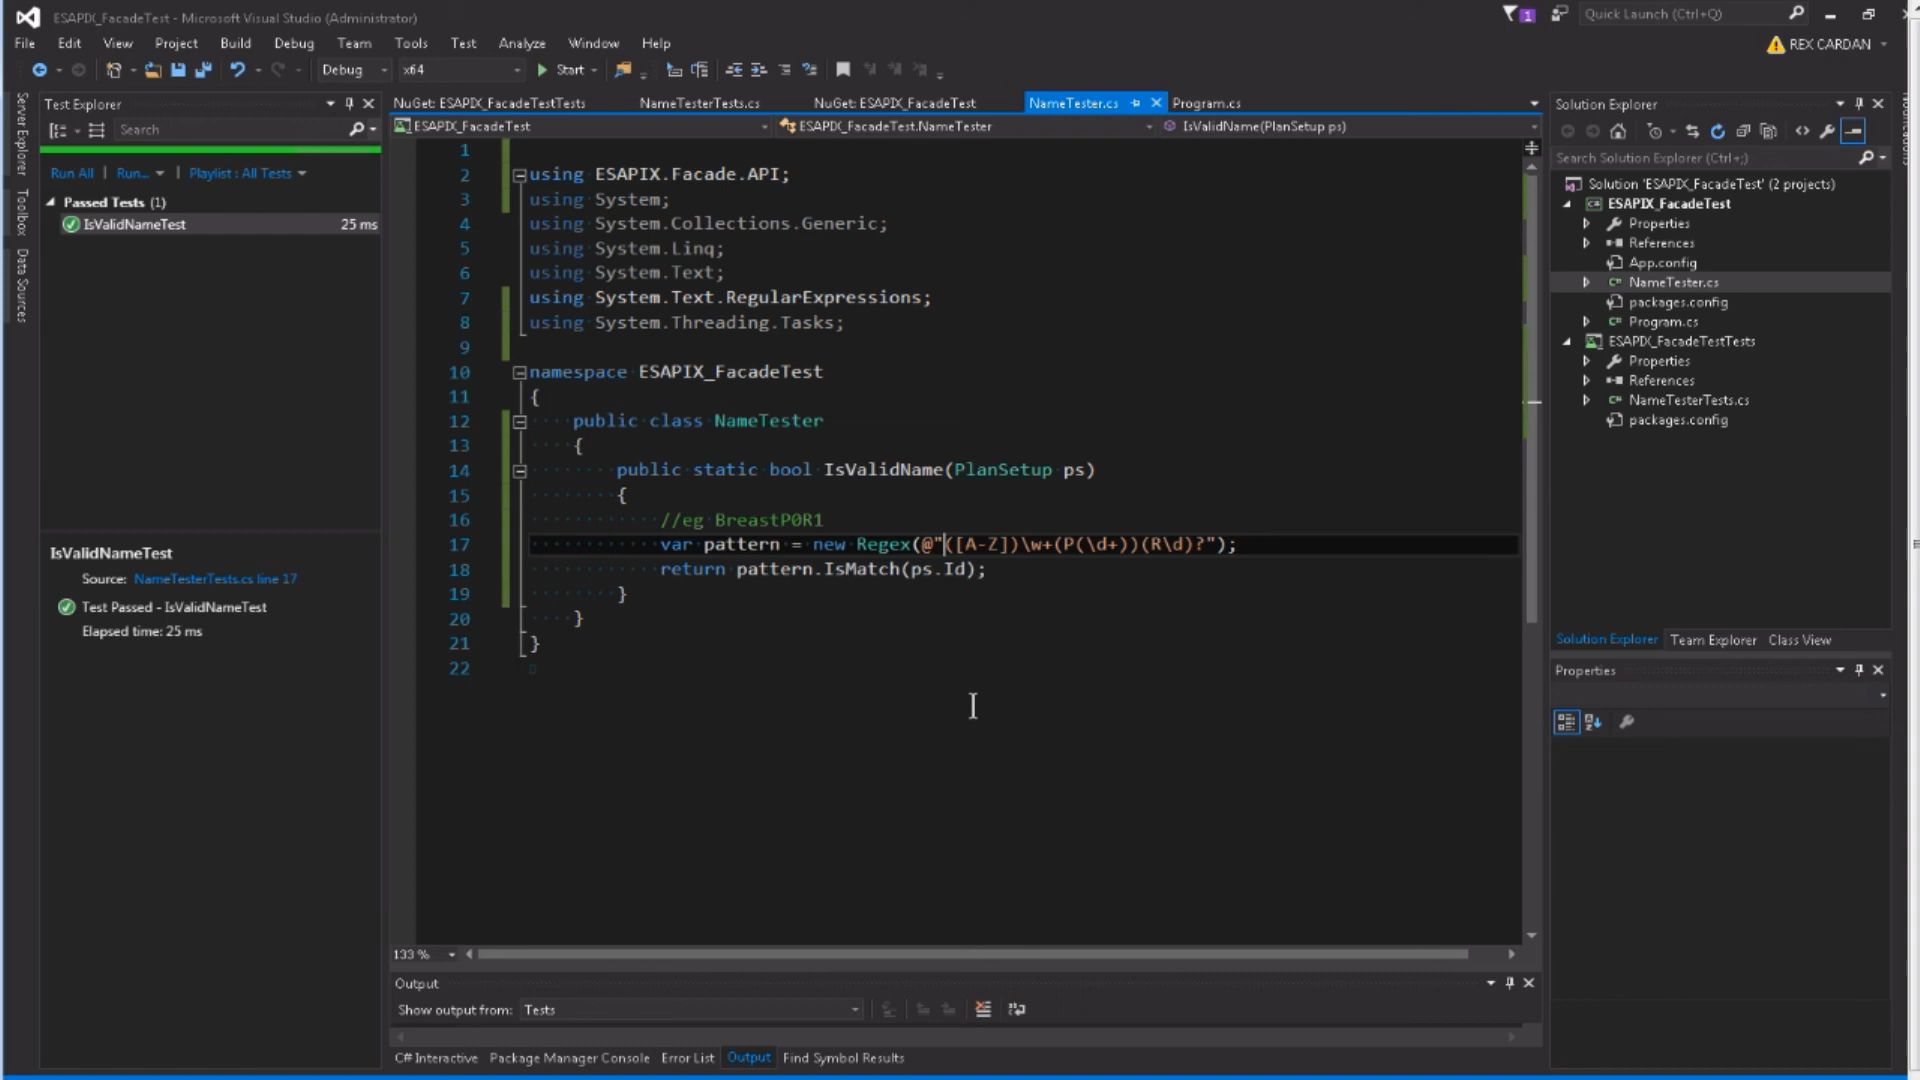 ESAPIX_FacadeTest - Microsoft Visual Studio (Administrator)
1
Quick Launch (Ctrl+Q)
File Edit View Project Build Debug Team Tools Test Analyze Window Help
REX CARDAN
Debug x64 Start
Server Explorer
Toolbox
Data Sources
Test Explorer
Search
Run All | Run... | Playlist : All Tests
Passed Tests (1)
IsValidNameTest 25 ms
IsValidNameTest
Source: NameTesterTests.cs line 17
Test Passed - IsValidNameTest
Elapsed time: 25 ms
NuGet: ESAPIX_FacadeTestTests NameTesterTests.cs NuGet: ESAPIX_FacadeTest NameTester.cs Program.cs
ESAPIX_FacadeTest ESAPIX_FacadeTest.NameTester IsValidName(PlanSetup ps)
1
2 using ESAPIX.Facade.API;
3 using System;
4 using System.Collections.Generic;
5 using System.Linq;
6 using System.Text;
7 using System.Text.RegularExpressions;
8 using System.Threading.Tasks;
9
10 namespace ESAPIX_FacadeTest
11 {
12 public class NameTester
13 {
14 public static bool IsValidName(PlanSetup ps)
15 {
16 //eg BreastP0R1
17 var pattern = new Regex(@"([A-Z])\w+(P(\d+))(R\d)?");
18 return pattern.IsMatch(ps.Id);
19 }
20 }
21 }
22
133 %
Output
Show output from: Tests
C# Interactive Package Manager Console Error List Output Find Symbol Results
Solution Explorer
Search Solution Explorer (Ctrl+;)
Solution 'ESAPIX_FacadeTest' (2 projects)
ESAPIX_FacadeTest
Properties
References
App.config
NameTester.cs
packages.config
Program.cs
ESAPIX_FacadeTestTests
Properties
References
NameTesterTests.cs
packages.config
Solution Explorer Team Explorer Class View
Properties